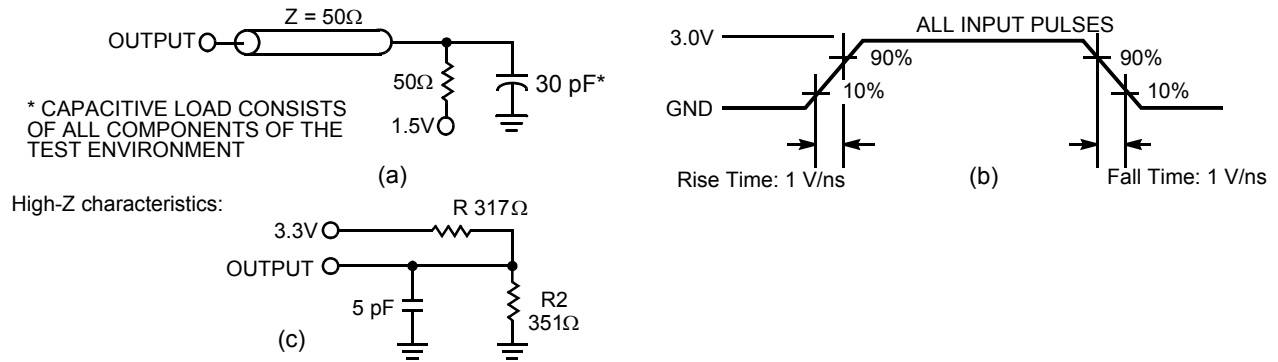 Z = 50Ω
OUTPUT
50Ω
30 pF*
1.5V
* CAPACITIVE LOAD CONSISTS
OF ALL COMPONENTS OF THE
TEST ENVIRONMENT
(a)
ALL INPUT PULSES
3.0V
90%
10%
GND
90%
10%
Rise Time: 1 V/ns
(b)
Fall Time: 1 V/ns
High-Z characteristics:
R 317Ω
3.3V
OUTPUT
5 pF
R2
351Ω
(c)